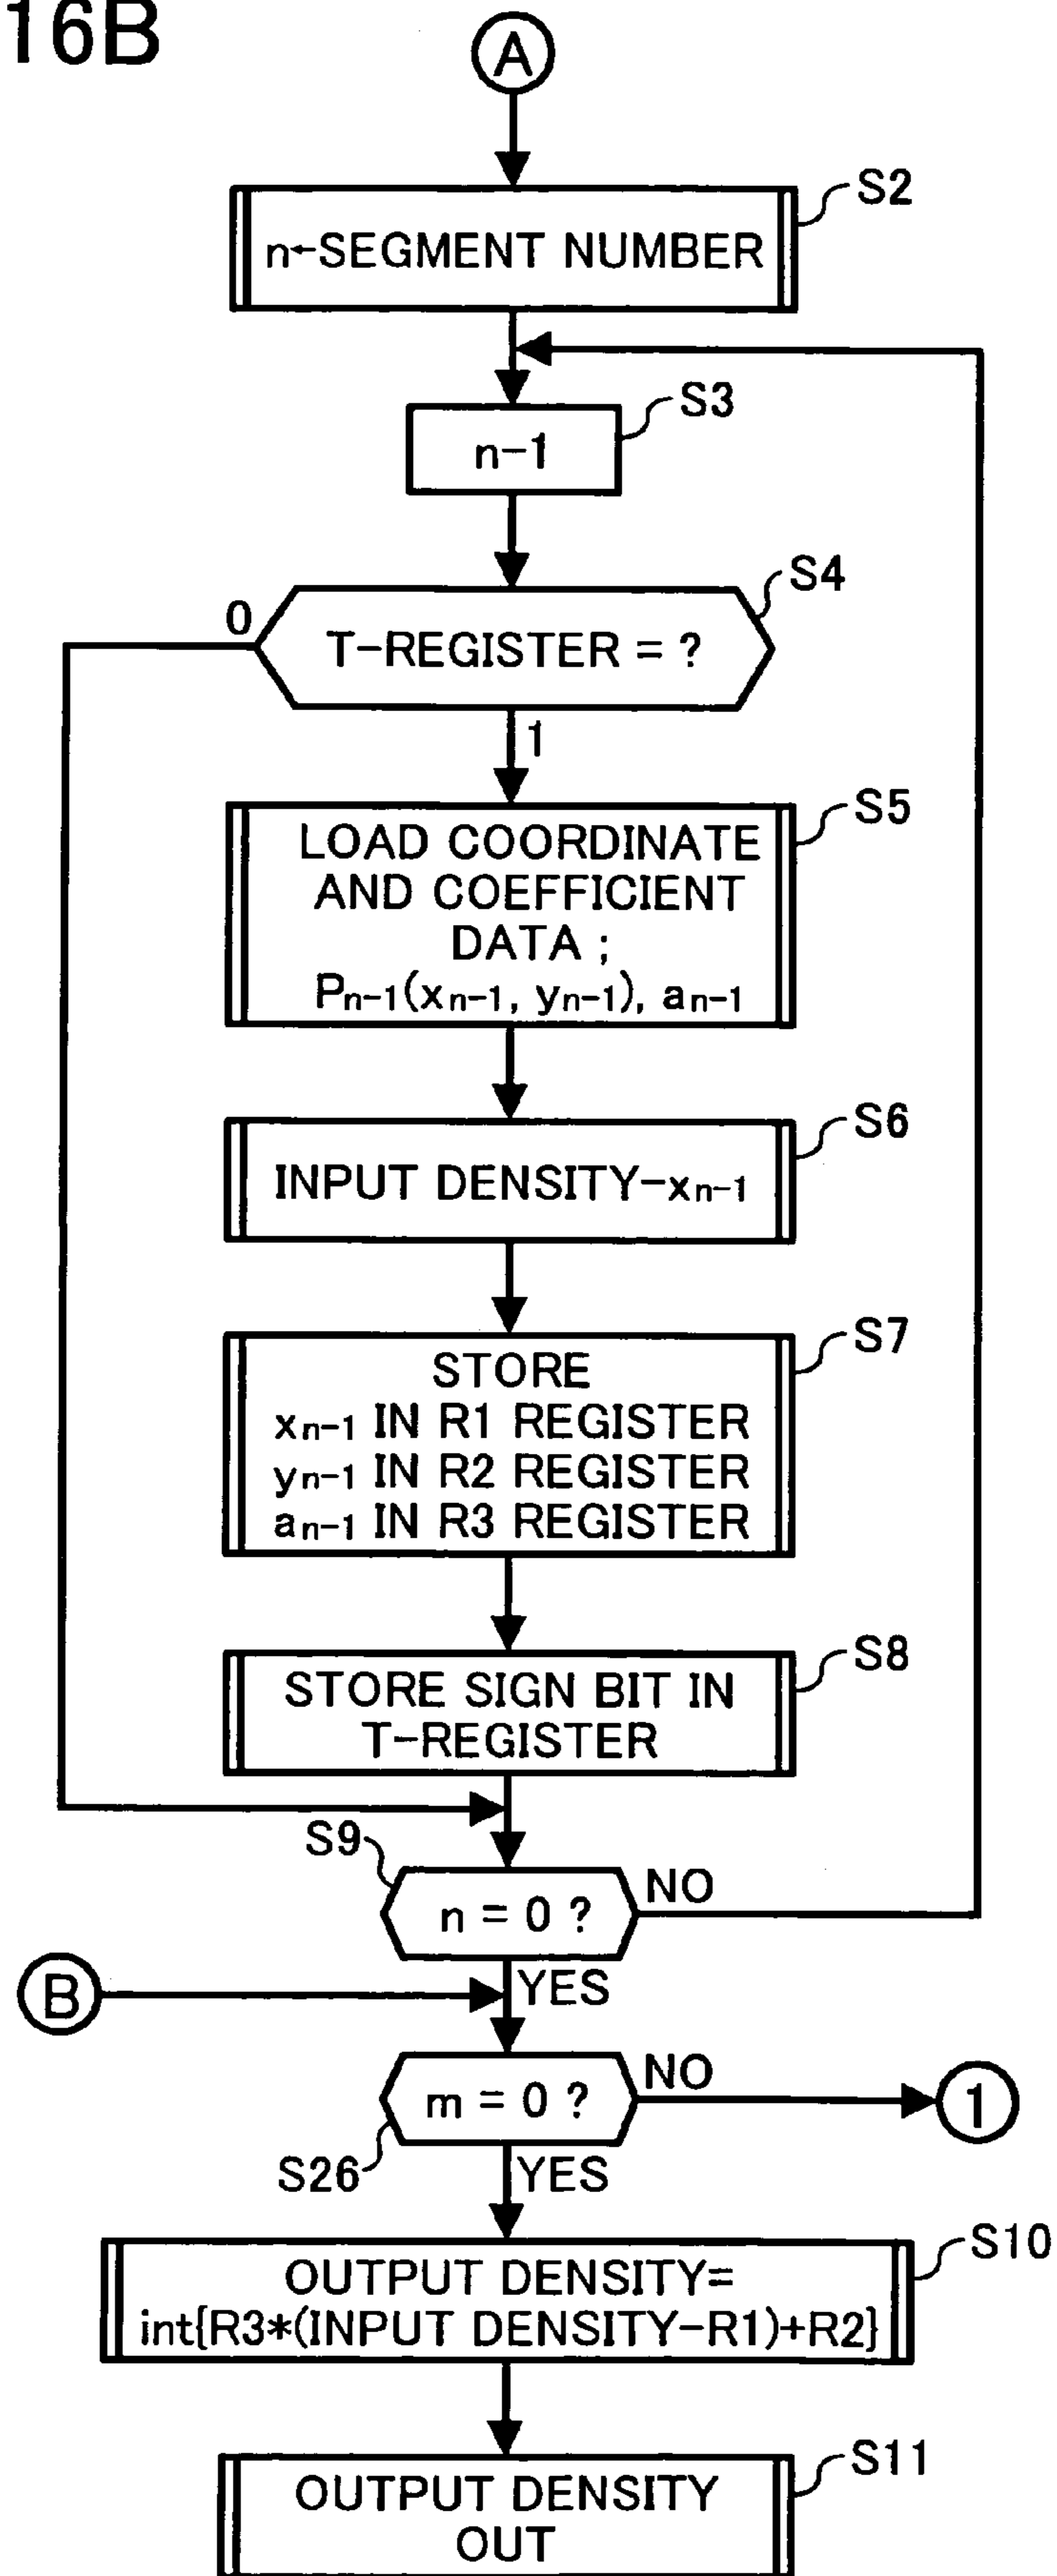 16B
A
S2
n←SEGMENT NUMBER
S3
n-1
S4
0
T-REGISTER = ?
1
S5
LOAD COORDINATE
AND COEFFICIENT
DATA ;
Pn-1(xn-1, yn-1), an-1
S6
INPUT DENSITY-xn-1
S7
STORE
xn-1 IN R1 REGISTER
yn-1 IN R2 REGISTER
an-1 IN R3 REGISTER
S8
STORE SIGN BIT IN
T-REGISTER
S9
n = 0 ?
NO
B
YES
m = 0 ?
NO
1
S26
YES
S10
OUTPUT DENSITY=
int{R3*(INPUT DENSITY-R1)+R2}
S11
OUTPUT DENSITY
OUT